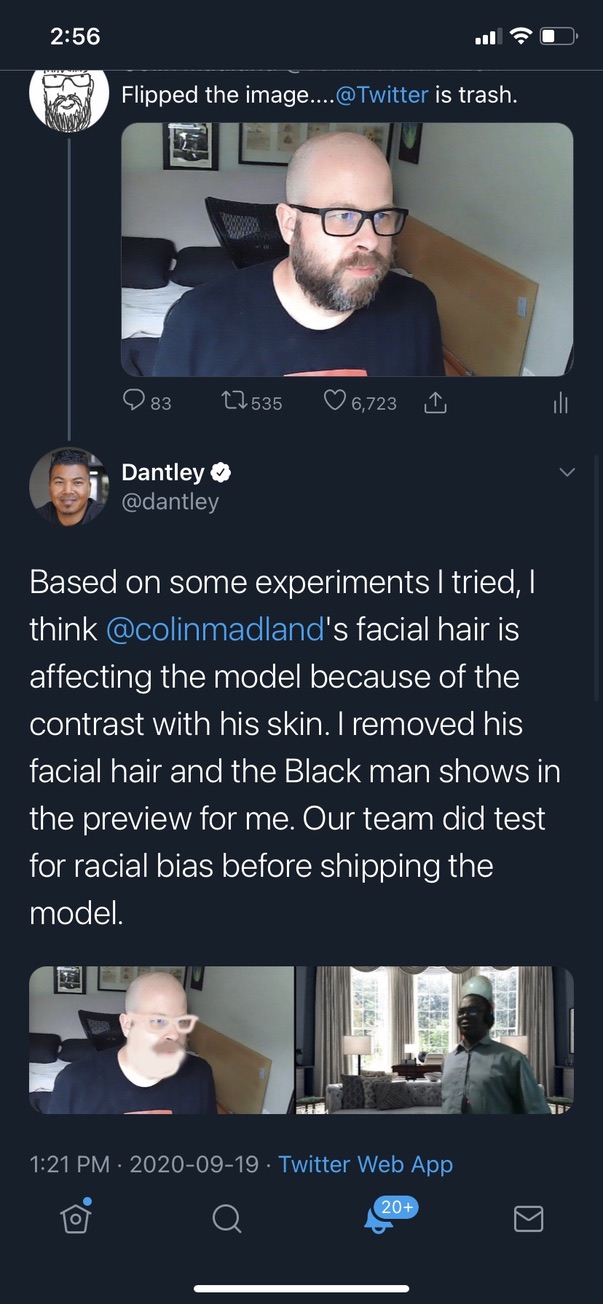 2:56
Flipped the image....@Twitter is trash.
83 535 6,723
Dantley
@dantley
Based on some experiments I tried, I
think @colinmadland's facial hair is
affecting the model because of the
contrast with his skin. I removed his
facial hair and the Black man shows in
the preview for me. Our team did test
for racial bias before shipping the
model.
1:21 PM · 2020-09-19 · Twitter Web App
20+